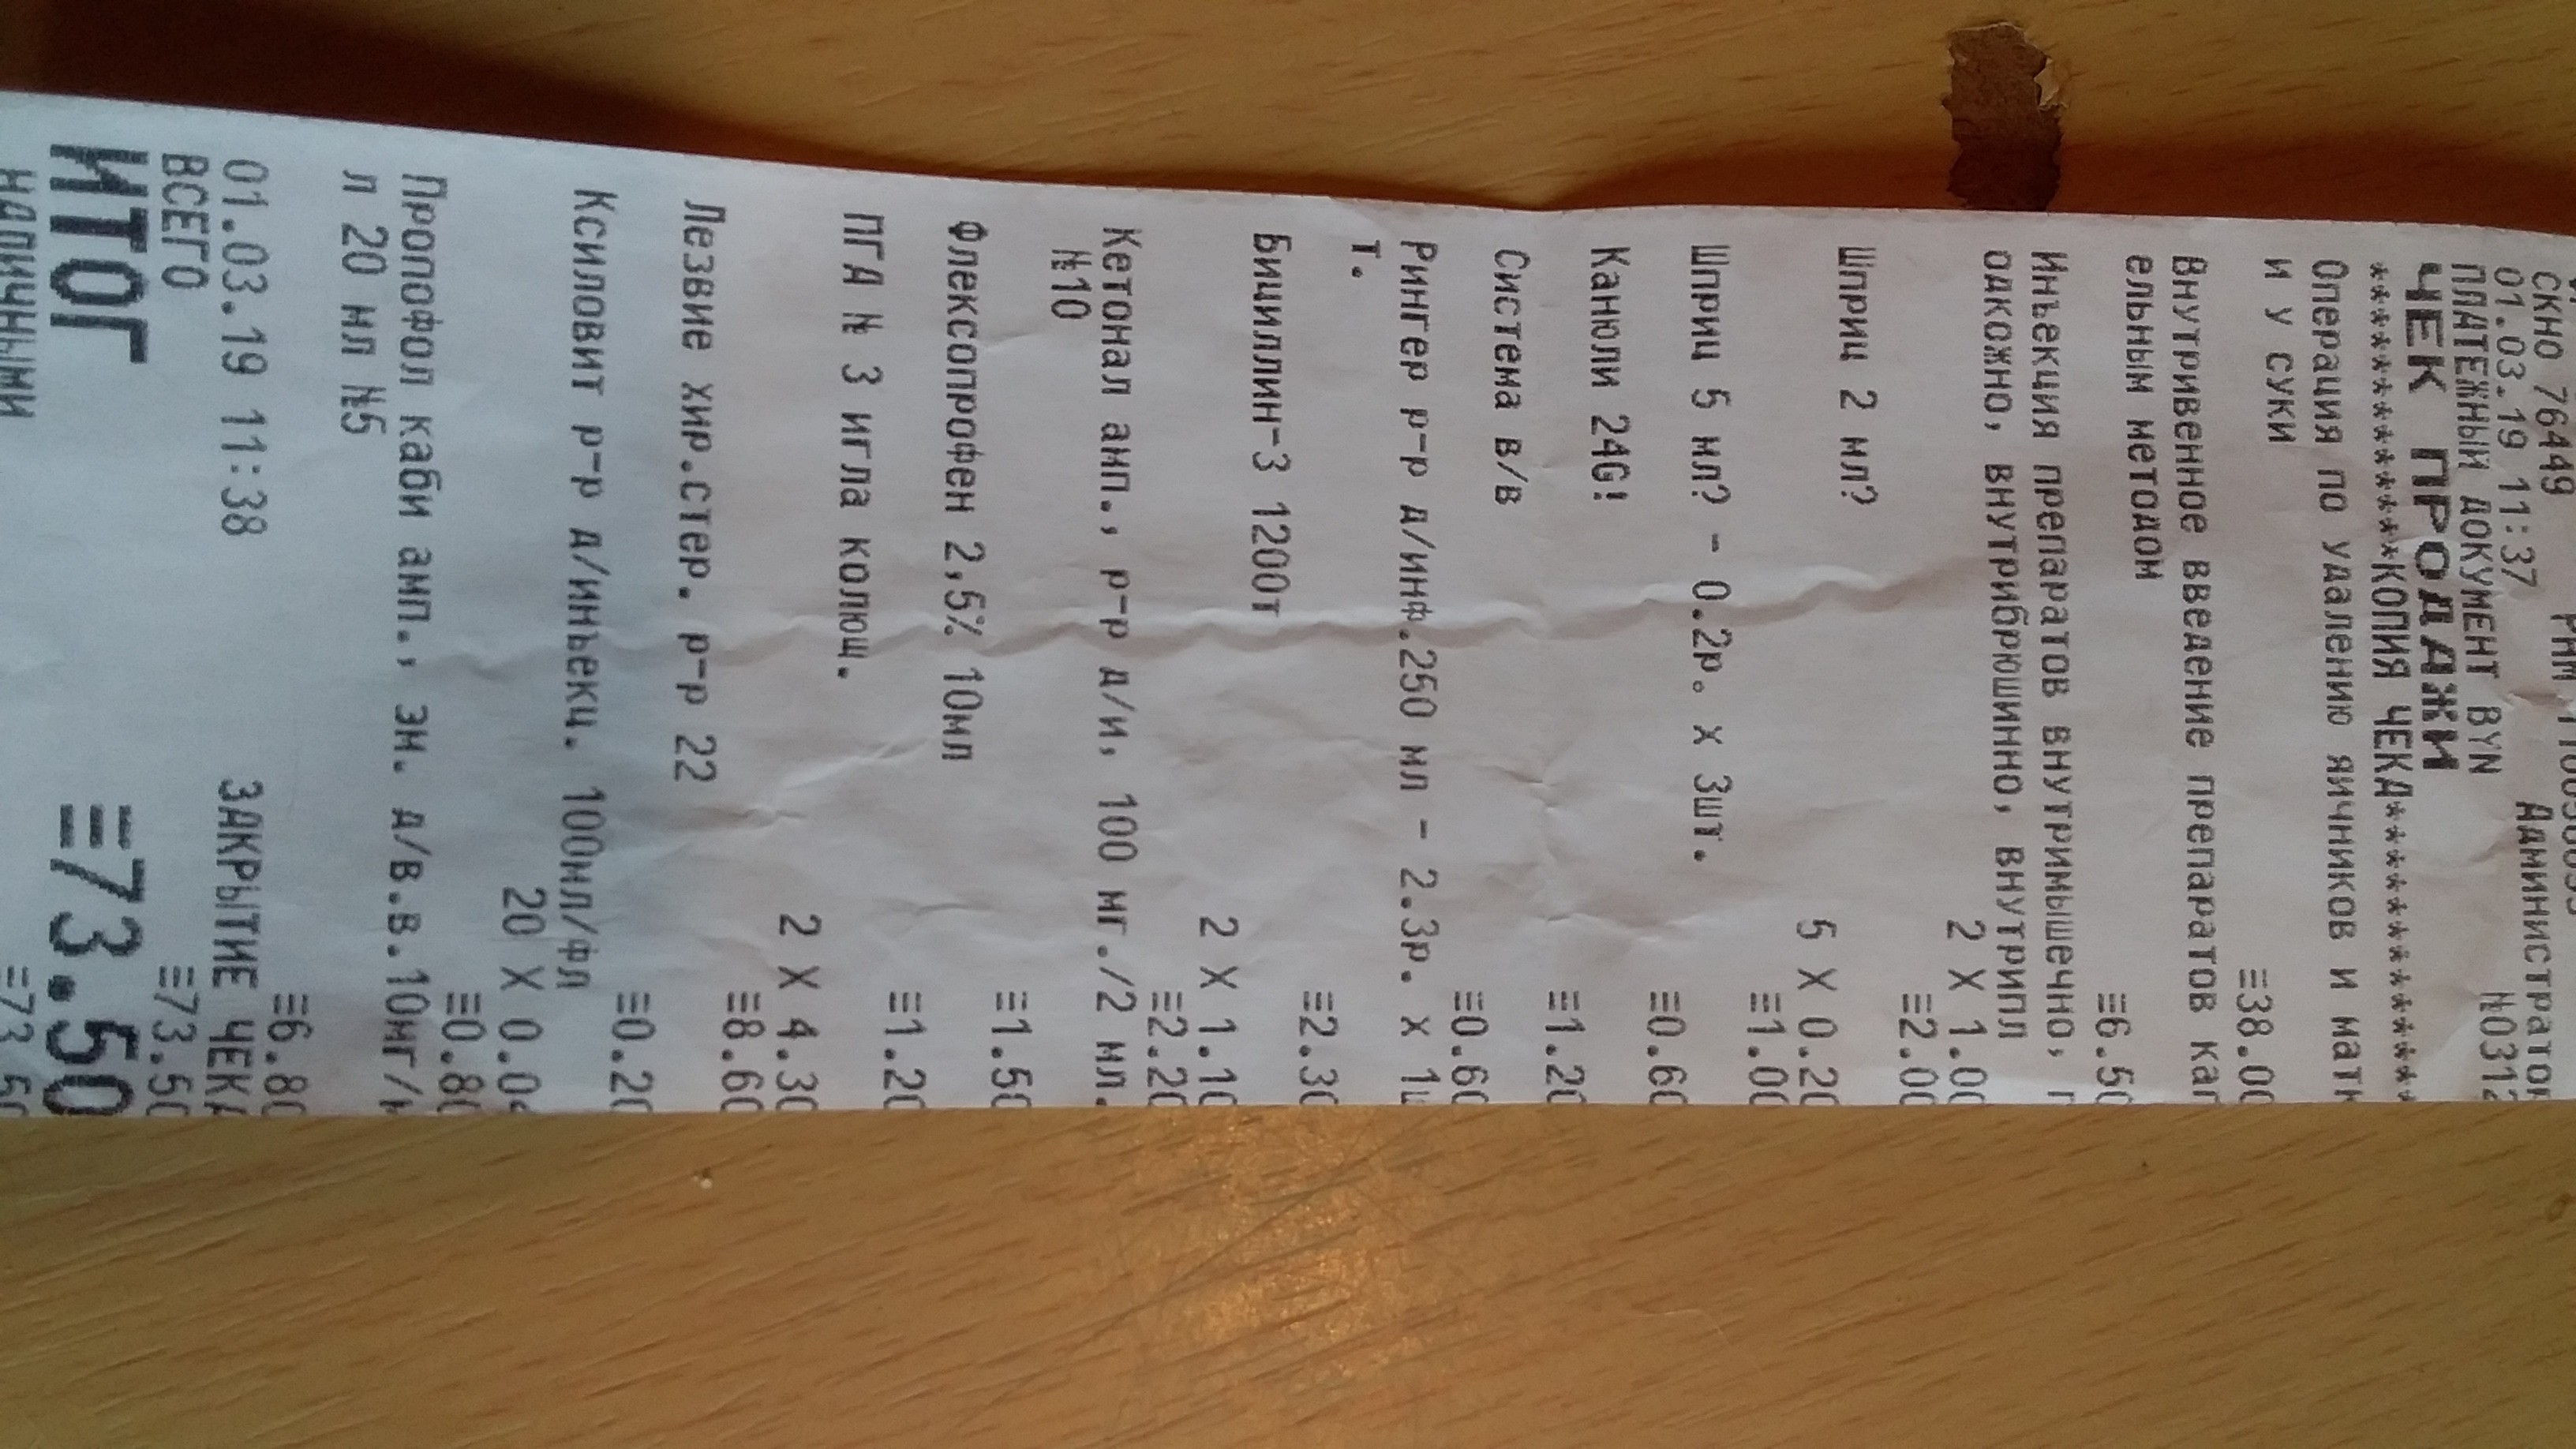 СКНО 7649
01.03.19 11:37 Администратор
ПЛАТЕЖНЫЙ ДОКУМЕНТ BYN №0312
ЧЕК ПРОДАЖИ
**************КОПИЯ ЧЕКА**************
Операция по удалению яичников и матк
и у суки
≡38.00
Внутривенное введение препаратов кап
ельным методом
≡6.50
Инъекция препаратов внутримышечно, п
одкожно, внутрибрюшинно, внутрипл
2 X 1.00
≡2.00
Шприц 2 мл?
5 X 0.20
≡1.00
Шприц 5 мл? - 0.2р. х 3шт.
≡0.60
Канюли 24G!
≡1.20
Система в/в
≡0.60
Рингер р-р д/инф.250 мл - 2.3р. х 1ш
т.
≡2.30
Бициллин-3 1200т
2 X 1.10
≡2.20
Кетонал амп., р-р д/и, 100 мг./2 мл.
№10
≡1.50
Флексопрофен 2,5% 10мл
≡1.20
ПГА N 3 игла колющ.
2 X 4.30
≡8.60
Лезвие хир.стер. р-р 22
≡0.20
Ксиловит р-р д/инъекц. 100мл/фл
20 X 0.04
≡0.80
Пропофол каби амп., эм. д/в.в.10мг/м
л 20 мл №5
≡6.80
01.03.19 11:38 ЗАКРЫТИЕ ЧЕКА
ВСЕГО ≡73.50
ИТОГ ≡73.50
НАЛИЧНЫМИ ≡73.50